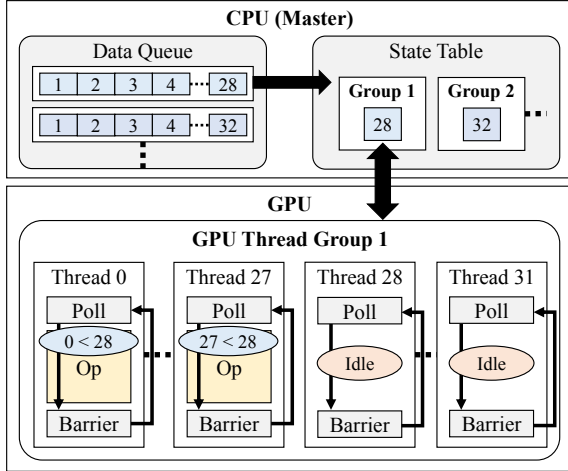 CPU (Master)
Data Queue
1 2 3 4 28
1 2 3 4 32
State Table
Group 1
28
Group 2
32
GPU
GPU Thread Group 1
Thread 0
Poll
0 < 28
Op
Barrier
Thread 27
Poll
27 < 28
Op
Barrier
Thread 28
Poll
Idle
Barrier
Thread 31
Poll
Idle
Barrier